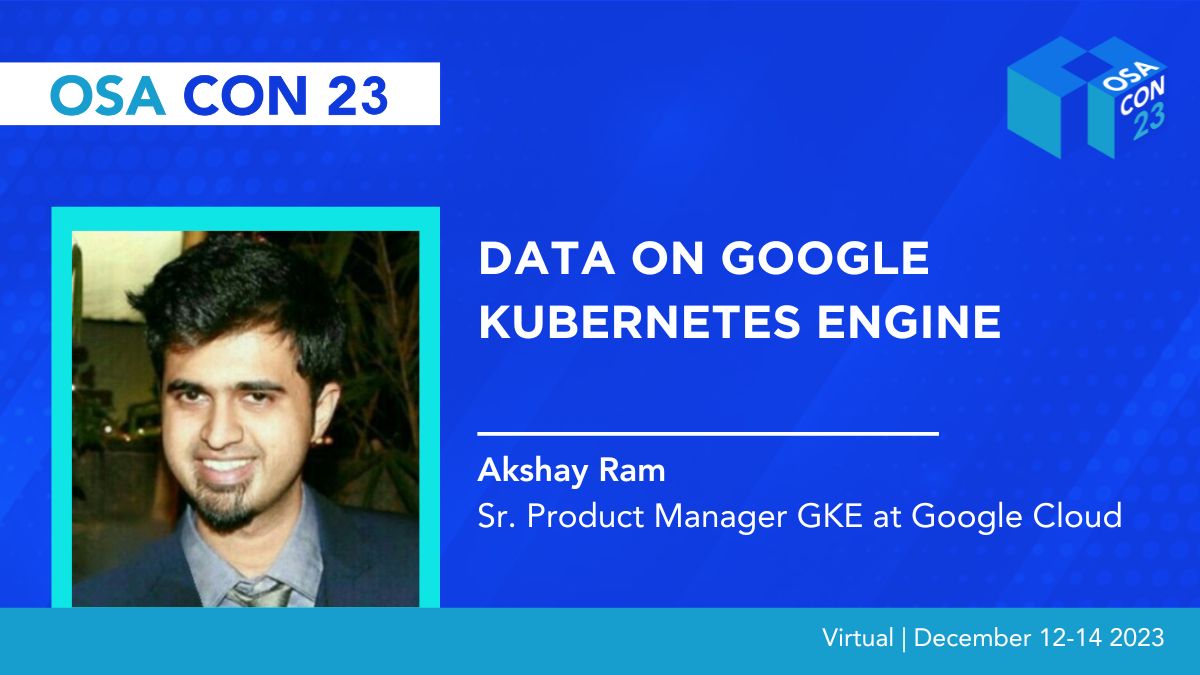 OSA CON 23
OSA
CON
23
DATA ON GOOGLE
KUBERNETES ENGINE
Akshay Ram
Sr. Product Manager GKE at Google Cloud
Virtual | December 12-14 2023